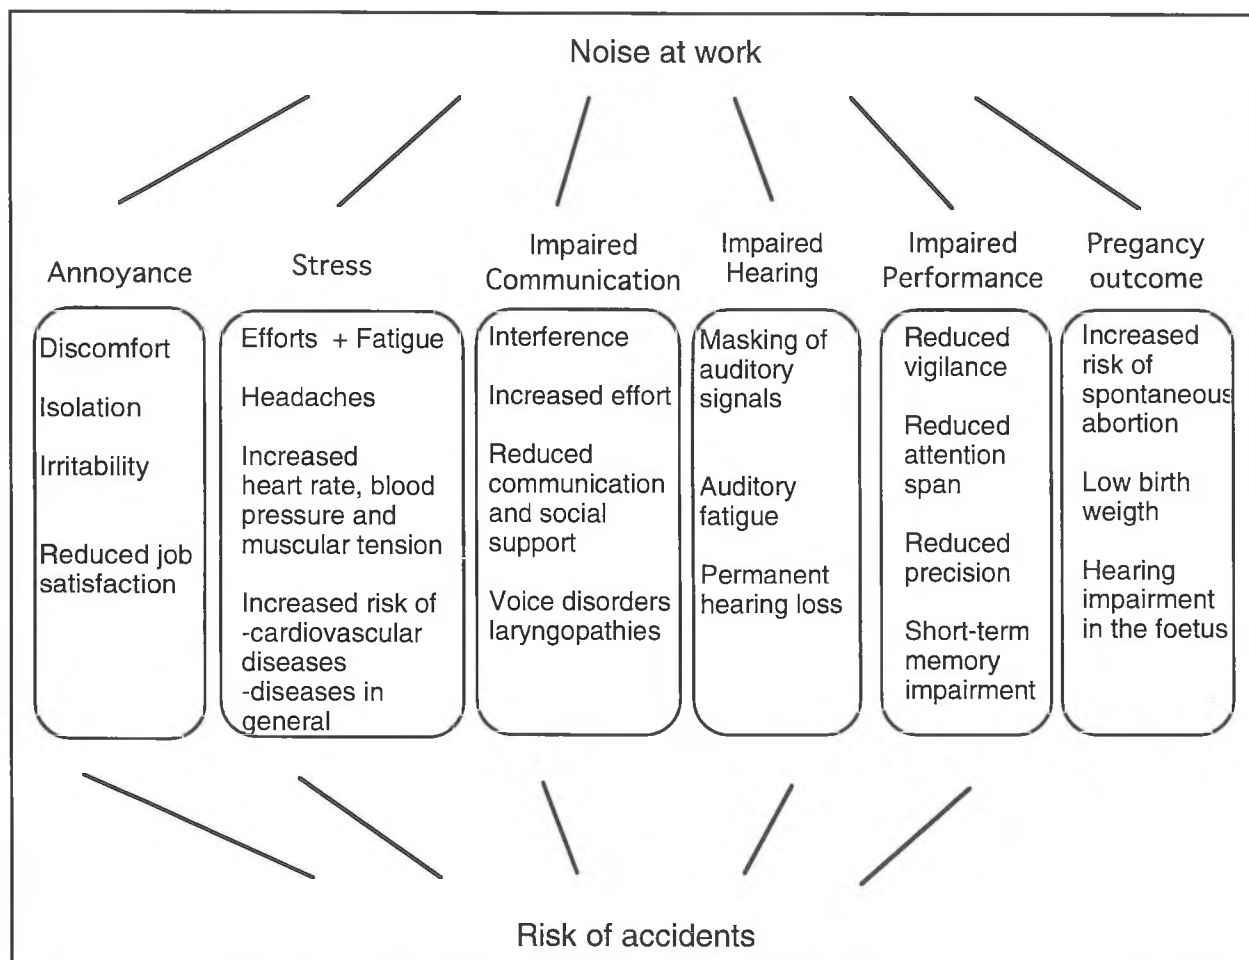 Noise at work
Annoyance
Discomfort
Isolation
Irritability
Reduced job
satisfaction
Stress
Efforts + Fatigue
Headaches
Increased
heart rate, blood
pressure and
muscular tension
Increased risk of
-cardiovascular
diseases
-diseases in
general
Impaired
Communication
Interference
Increased effort
Reduced
communication
and social
support
Voice disorders
laryngopathies
Impaired
Hearing
Masking of
auditory
signals
Auditory
fatigue
Permanent
hearing loss
Impaired
Performance
Reduced
vigilance
Reduced
attention
span
Reduced
precision
Short-term
memory
impairment
Pregancy
outcome
Increased
risk of
spontaneous
abortion
Low birth
weigth
Hearing
impairment
in the foetus
Risk of accidents